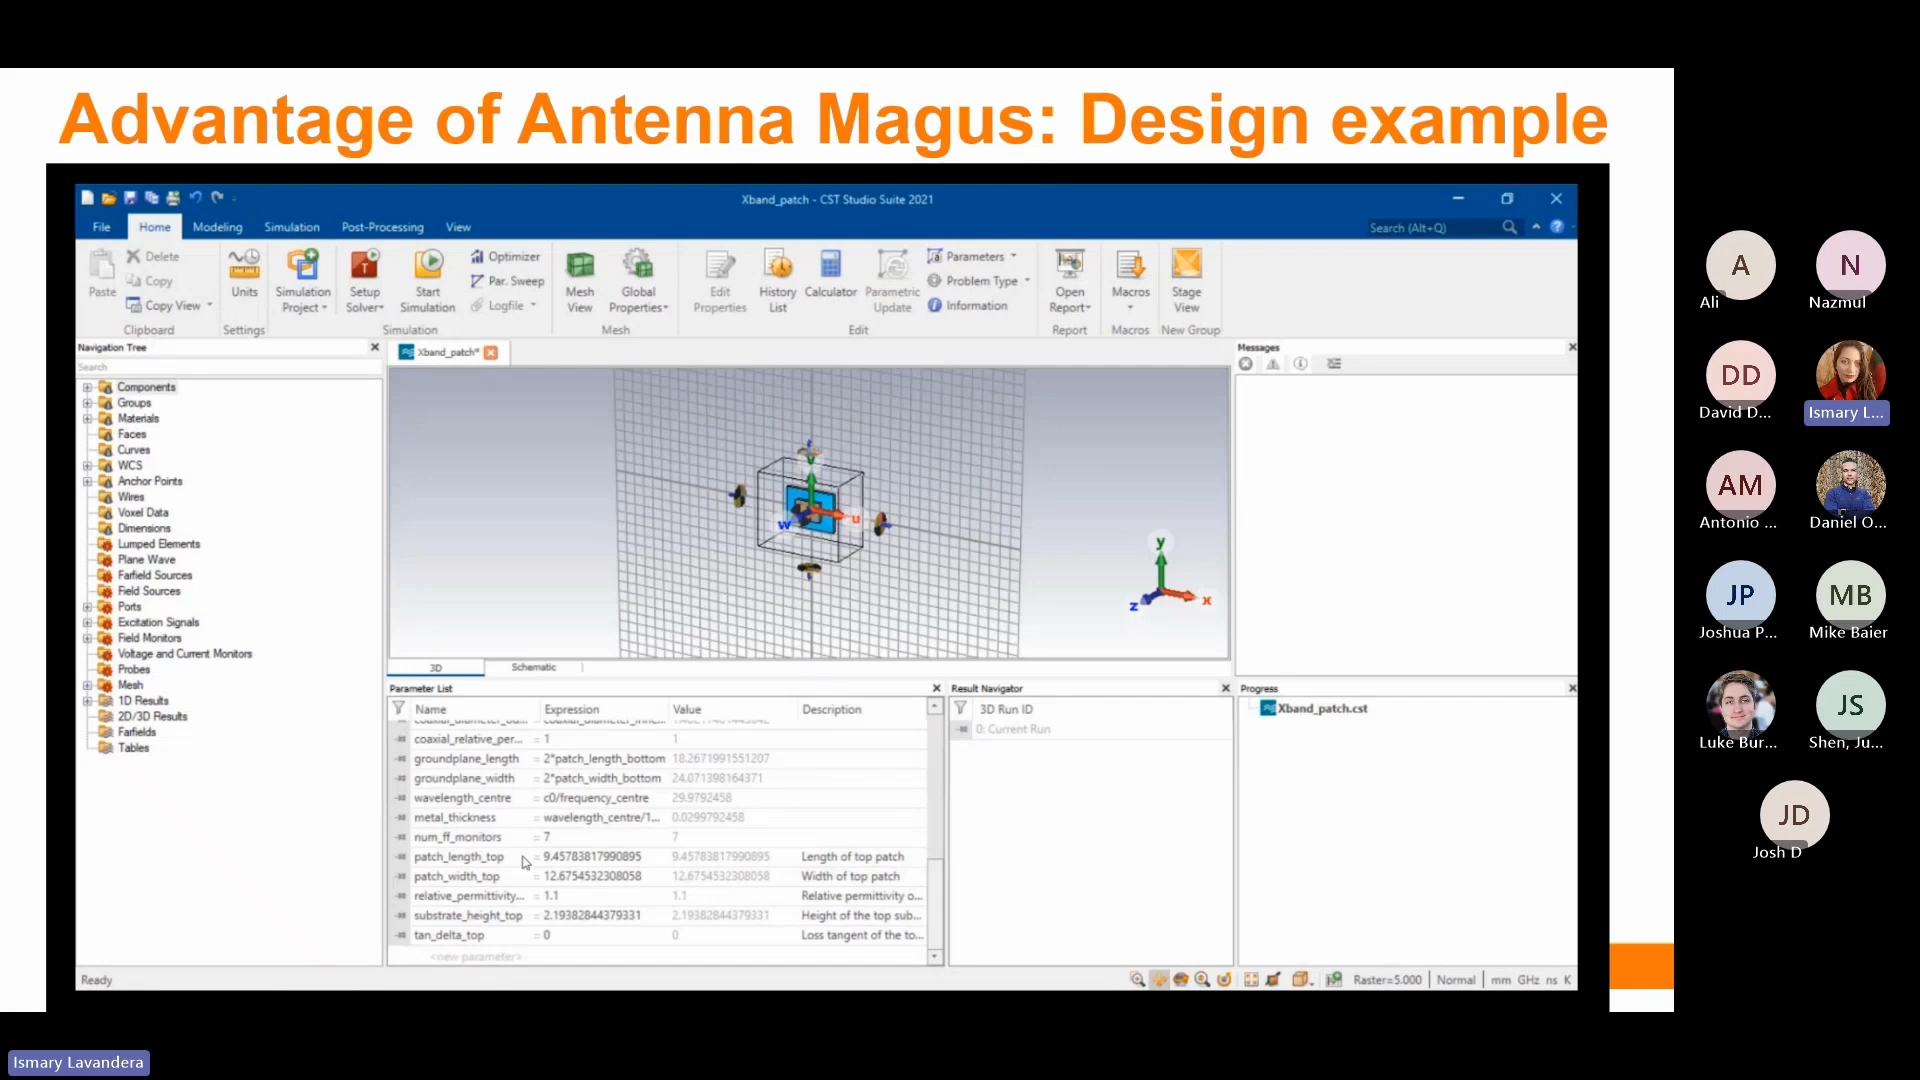 Advantage of Antenna Magus: Design example
Xband_patch - CST Studio Suite 2021
File Home Modeling Simulation Post-Processing View
Search (Alt+Q)
Paste
Delete
Copy
Copy View
Clipboard
Units
Settings
Simulation Project
Setup Solver
Start Simulation
Optimizer
Par. Sweep
Logfile
Simulation
Mesh View
Global Properties
Mesh
Edit Properties
History List
Calculator
Parametric Update
Parameters
Problem Type
Information
Edit
Open Report
Report
Macros
Macros
Stage View
New Group
Navigation Tree
Search
Components
Groups
Materials
Faces
Curves
WCS
Anchor Points
Wires
Voxel Data
Dimensions
Lumped Elements
Plane Wave
Farfield Sources
Field Sources
Ports
Excitation Signals
Field Monitors
Voltage and Current Monitors
Probes
Mesh
1D Results
2D/3D Results
Farfields
Tables
Xband_patch*
v
u
w
y
x
z
3D Schematic
Messages
Parameter List
Name Expression Value Description
coaxial_relative_per... = 1 1
groundplane_length = 2*patch_length_bottom 18.2671991551207
groundplane_width = 2*patch_width_bottom 24.071398164371
wavelength_centre = c0/frequency_centre 29.9792458
metal_thickness = wavelength_centre/1... 0.0299792458
num_ff_monitors = 7 7
patch_length_top = 9.45783817990895 9.45783817990895 Length of top patch
patch_width_top = 12.6754532308058 12.6754532308058 Width of top patch
relative_permittivity... = 1.1 1.1 Relative permittivity o...
substrate_height_top = 2.19382844379331 2.19382844379331 Height of the top sub...
tan_delta_top = 0 0 Loss tangent of the to...
<new parameter>
Result Navigator
3D Run ID
0: Current Run
Progress
Xband_patch.cst
Ready
Raster=5.000 Normal mm GHz ns K
A
Ali
N
Nazmul
DD
David D...
Ismary L...
AM
Antonio ...
Daniel O...
JP
Joshua P...
MB
Mike Baier
Luke Bur...
JS
Shen, Ju...
JD
Josh D
Ismary Lavandera